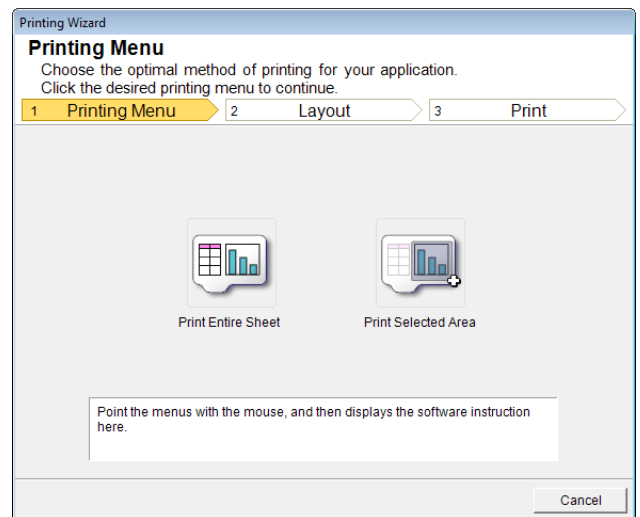 Printing Wizard
Printing Menu
Choose the optimal method of printing for your application.
Click the desired printing menu to continue.
1 Printing Menu 2 Layout 3 Print
Print Entire Sheet Print Selected Area
Point the menus with the mouse, and then displays the software instruction
here.
Cancel